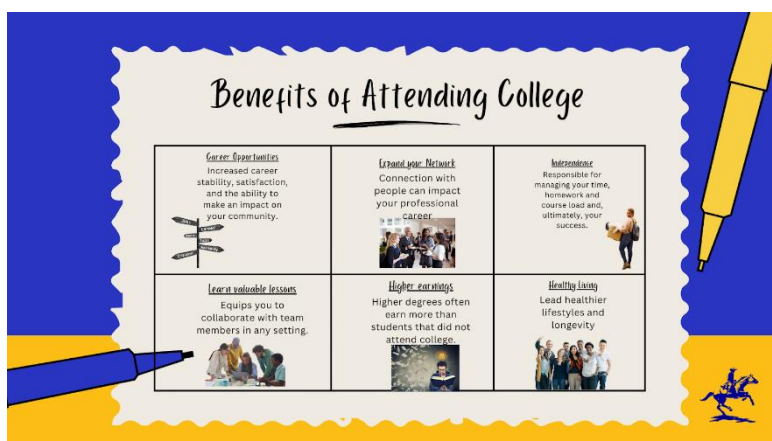 Benefits of Attending College
Career Opportunities
Increased career
stability, satisfaction,
and the ability to
make an impact on
your community.
Expand your Network
Connection with
people can impact
your professional
career
Independence
Responsible for
managing your time,
homework and
course load and,
ultimately, your
success.
Learn valuable lessons
Equips you to
collaborate with team
members in any setting.
Higher earnings
Higher degrees often
earn more than
students that did not
attend college.
Healthy Living
Lead healthier
lifestyles and
longevity